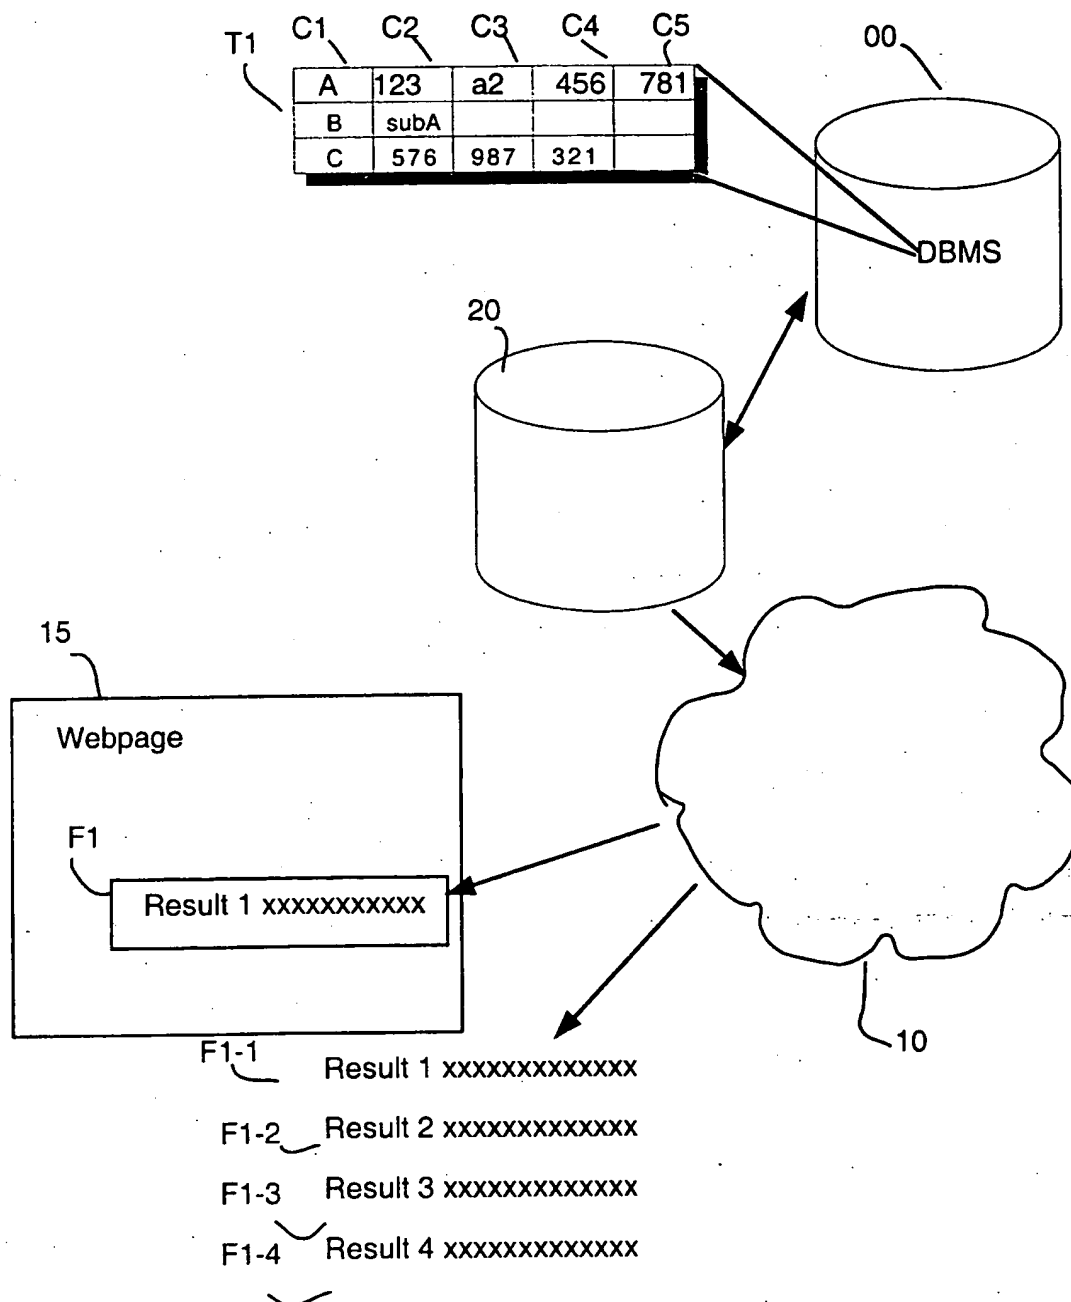 T1 C1 C2 C3 C4 C5 00
A 123 a2 456 781
B subA
C 576 987 321
DBMS
20
15
Webpage
F1
Result 1 xxxxxxxxxxx
10
F1-1 Result 1 xxxxxxxxxxxxx
F1-2 Result 2 xxxxxxxxxxxxx
F1-3 Result 3 xxxxxxxxxxxxx
F1-4 Result 4 xxxxxxxxxxxxx